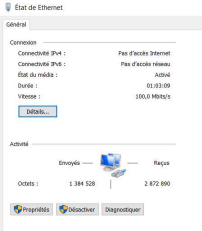 État de Ethernet
Général
Connexion
Connectivité IPv4 : Pas d'accès Internet
Connectivité IPv6 : Pas d'accès réseau
État du média : Activé
Durée : 01:03:09
Vitesse : 100,0 Mbits/s
Détails...
Activité
Envoyés — Reçus
Octets : 1 384 528 2 872 890
Propriétés Désactiver Diagnostiquer